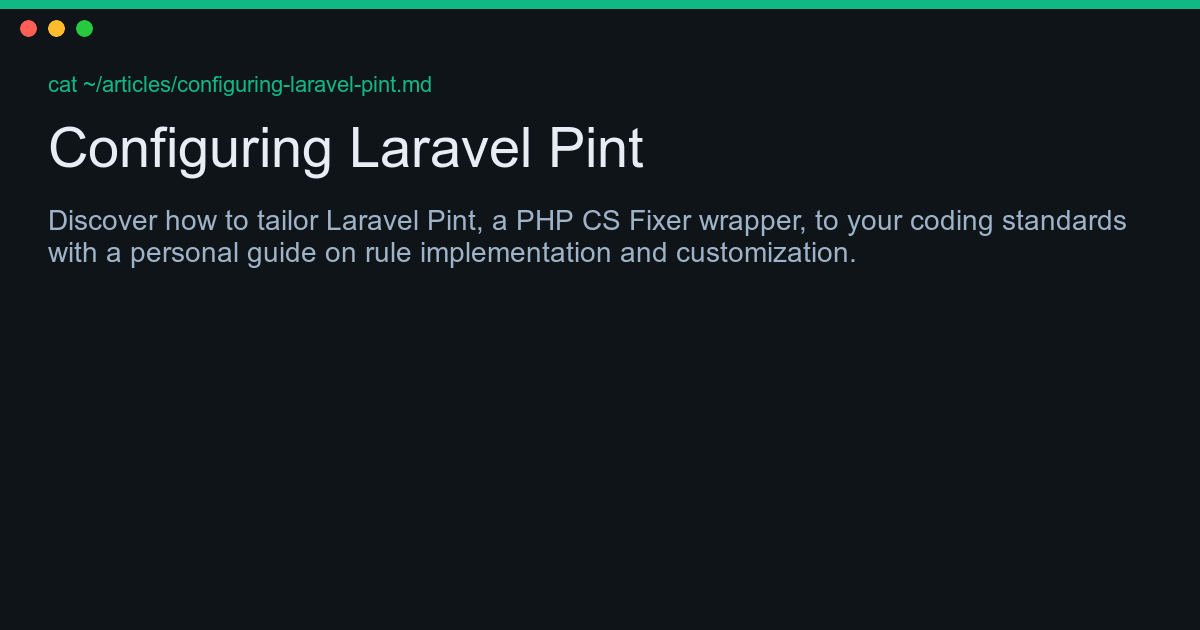 cat ~/articles/configuring-laravel-pint.md
Configuring Laravel Pint
Discover how to tailor Laravel Pint, a PHP CS Fixer wrapper, to your coding standards
with a personal guide on rule implementation and customization.